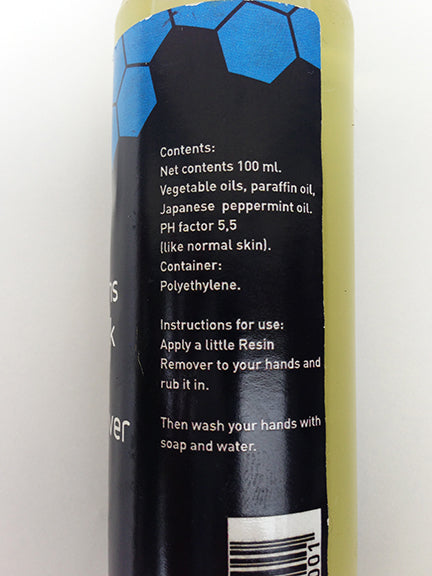 Contents:
Net contents 100 ml.
Vegetable oils, paraffin oil,
Japanese peppermint oil.
PH factor 5,5
(like normal skin).
Container:
Polyethylene.
Instructions for use:
Apply a little Resin
Remover to your hands and
rub it in.
Then wash your hands with
soap and water.
001